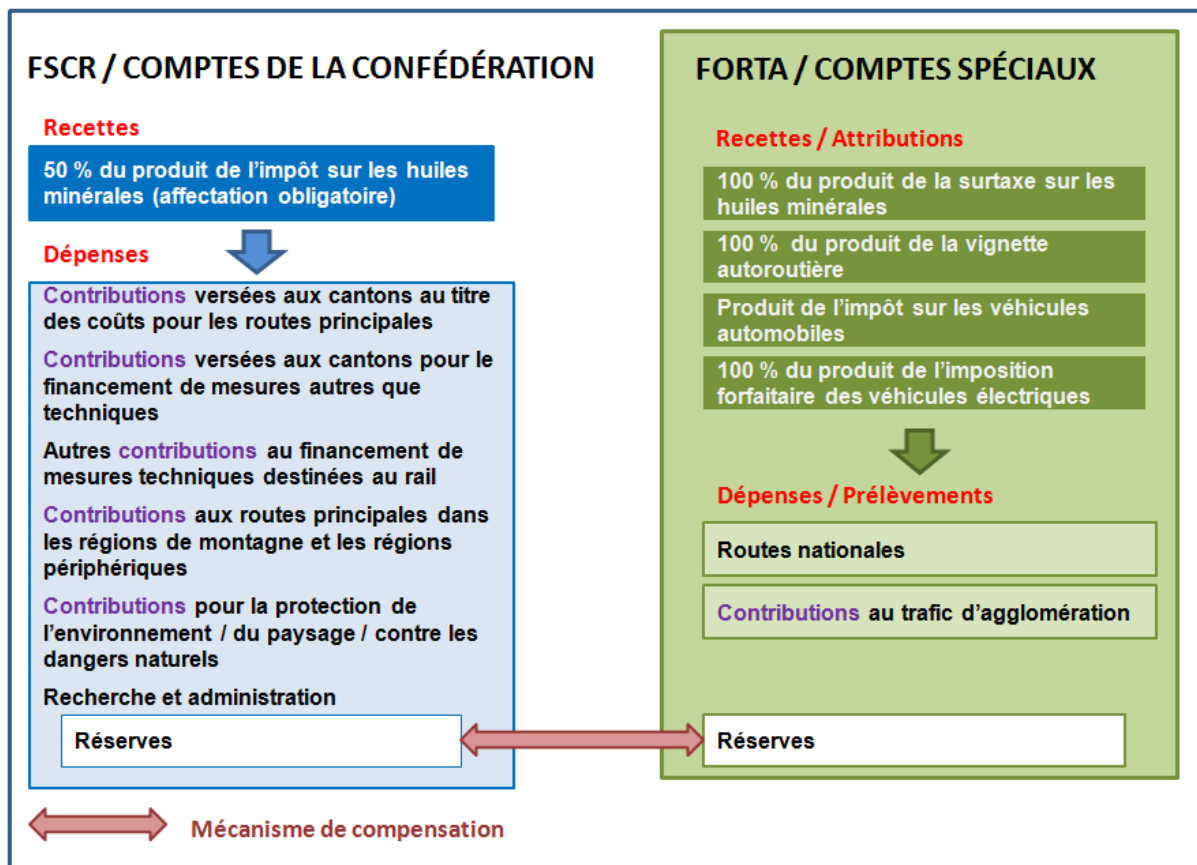 FSCR / COMPTES DE LA CONFÉDÉRATION
Recettes
50 % du produit de l’impôt sur les huiles
minérales (affectation obligatoire)
Dépenses
Contributions versées aux cantons au titre
des coûts pour les routes principales
Contributions versées aux cantons pour le
financement de mesures autres que
techniques
Autres contributions au financement de
mesures techniques destinées au rail
Contributions aux routes principales dans
les régions de montagne et les régions
périphériques
Contributions pour la protection de
l’environnement / du paysage / contre les
dangers naturels
Recherche et administration
Réserves
FORTA / COMPTES SPÉCIAUX
Recettes / Attributions
100 % du produit de la surtaxe sur les
huiles minérales
100 % du produit de la vignette
autoroutière
Produit de l’impôt sur les véhicules
automobiles
100 % du produit de l’imposition
forfaitaire des véhicules électriques
Dépenses / Prélèvements
Routes nationales
Contributions au trafic d’agglomération
Réserves
Mécanisme de compensation